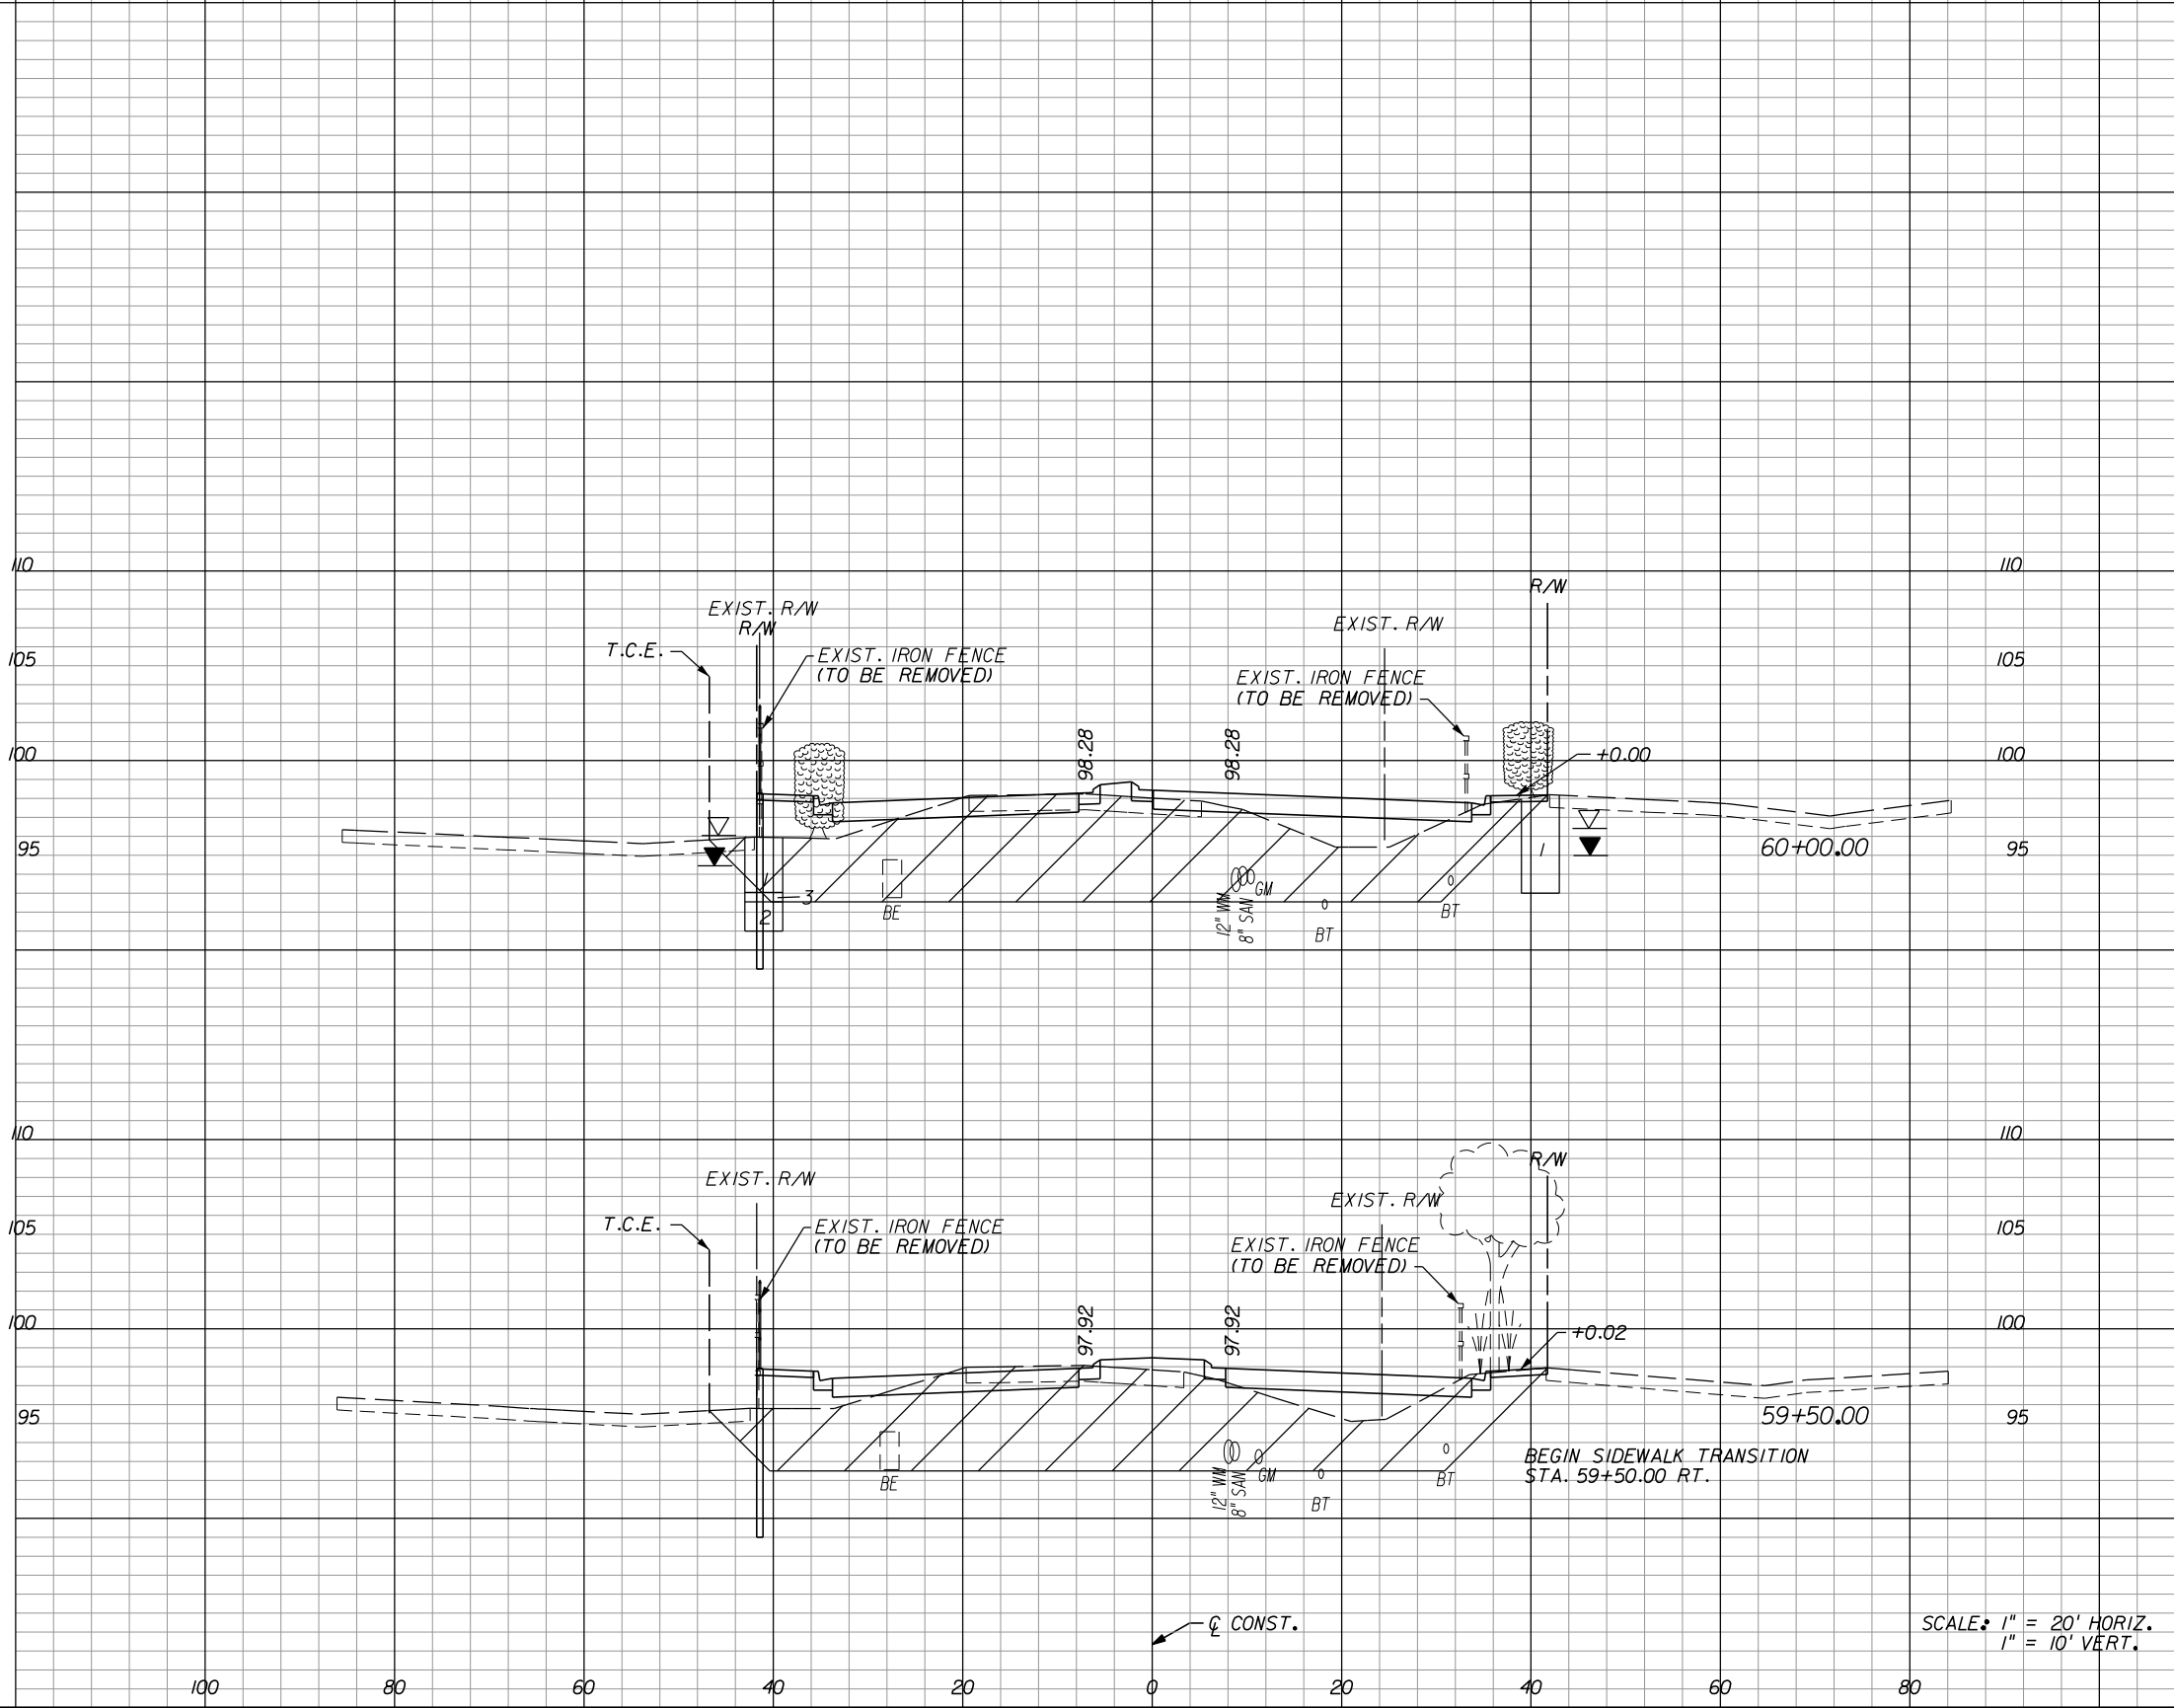 110
110
R/W
EXIST. R/W
R/W
EXIST. R/W
T.C.E.
EXIST. IRON FENCE
(TO BE REMOVED)
105
105
EXIST. IRON FENCE
(TO BE REMOVED)
98.28
98.28
+0.00
100
100
95
1
60+00.00
95
1
3
2
BE
12" WM
8" SAN
GM
BT
BT
110
110
R/W
EXIST. R/W
EXIST. R/W
T.C.E.
EXIST. IRON FENCE
(TO BE REMOVED)
105
105
EXIST. IRON FENCE
(TO BE REMOVED)
97.92
97.92
+0.02
100
100
95
59+50.00
95
BEGIN SIDEWALK TRANSITION
STA. 59+50.00 RT.
BE
12" WM
8" SAN
GM
BT
BT
℄ CONST.
SCALE: 1" = 20' HORIZ.
1" = 10' VERT.
100 80 60 40 20 0 20 40 60 80